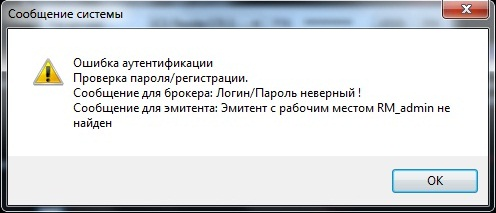 Сообщение системы
Ошибка аутентификации
Проверка пароля/регистрации.
Сообщение для брокера: Логин/Пароль неверный !
Сообщение для эмитента: Эмитент с рабочим местом RM_admin не
найден
OK